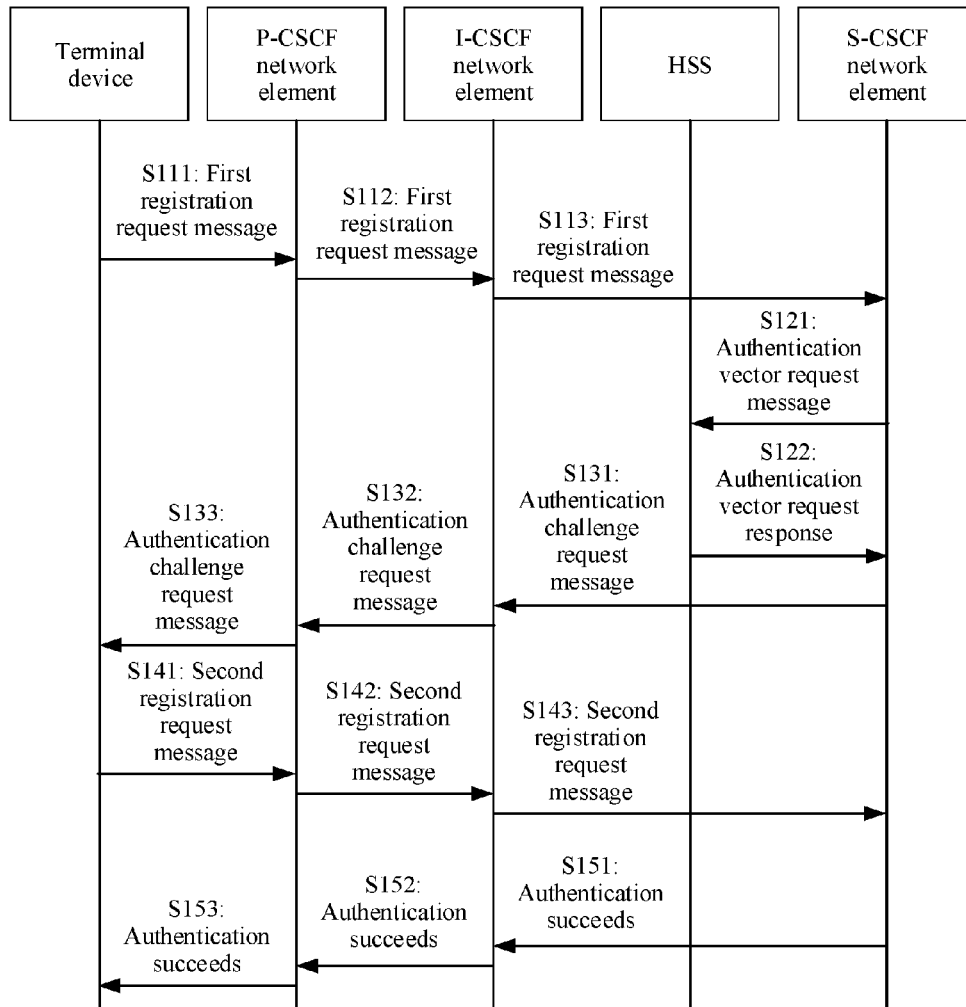 Terminal
device
P-CSCF
network
element
I-CSCF
network
element
HSS
S-CSCF
network
element
S111: First
registration
request message
S112: First
registration
request message
S113: First
registration
request message
S121:
Authentication
vector request
message
S122:
Authentication
vector request
response
S131:
Authentication
challenge
request
message
S132:
Authentication
challenge
request
message
S133:
Authentication
challenge
request
message
S141: Second
registration
request
message
S142: Second
registration
request
message
S143: Second
registration
request
message
S151:
Authentication
succeeds
S152:
Authentication
succeeds
S153:
Authentication
succeeds